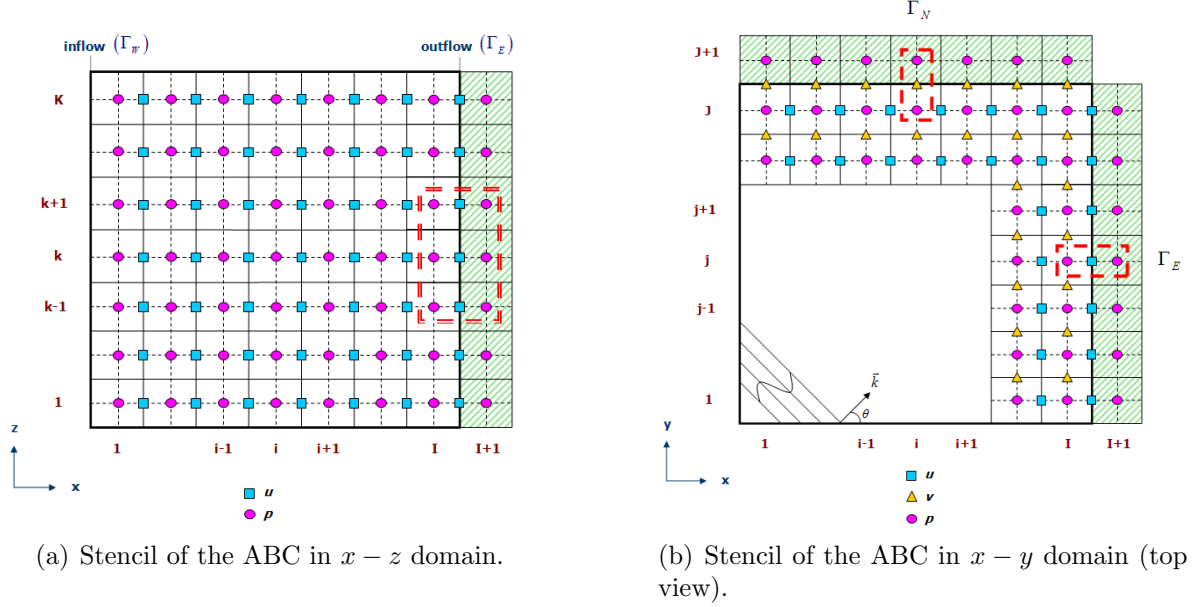 inflow (Γ_W)
outflow (Γ_E)
K
k+1
k
k-1
1
z
x
1
i-1
i
i+1
I
I+1
u
p
(a) Stencil of the ABC in x − z domain.
Γ_N
J+1
J
j+1
j
j-1
1
Γ_E
k⃗
θ
y
x
1
i-1
i
i+1
I
I+1
u
v
p
(b) Stencil of the ABC in x − y domain (top
view).